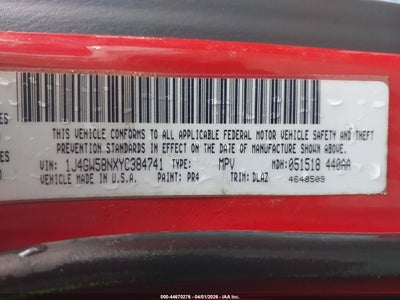 THIS VEHICLE CONFORMS TO ALL APPLICABLE FEDERAL MOTOR VEHICLE SAFETY AND THEFT
PREVENTION STANDARDS IN EFFECT ON THE DATE OF MANUFACTURE SHOWN ABOVE.
VIN: 1J4GW58NXYC384741 TYPE: MPV MDH: 051518 440AA
VEHICLE MADE IN U.S.A. PAINT: PR4 TRIM: DLAZ 4648509
000-44670276 - 04/01/2026 - IAA Inc.